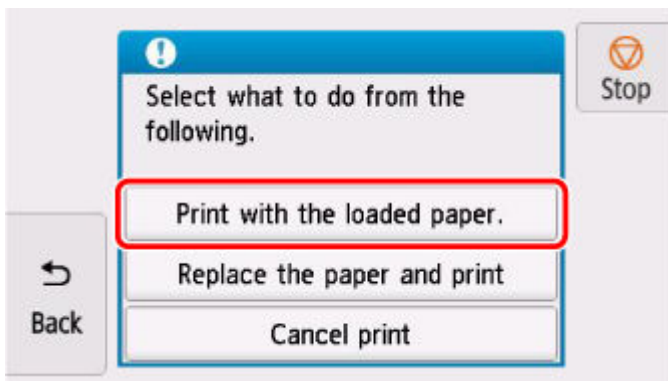 Select what to do from the
following.
Stop
Print with the loaded paper.
Replace the paper and print
Cancel print
Back